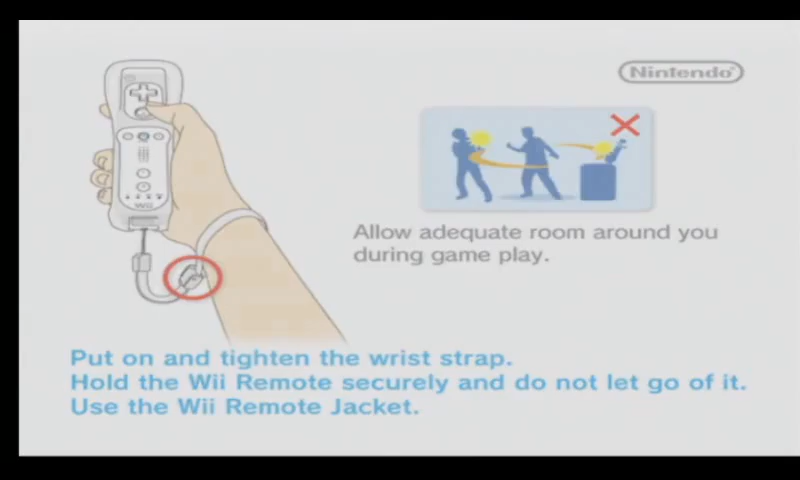 Nintendo
Allow adequate room around you
during game play.
Wii
Put on and tighten the wrist strap.
Hold the Wii Remote securely and do not let go of it.
Use the Wii Remote Jacket.